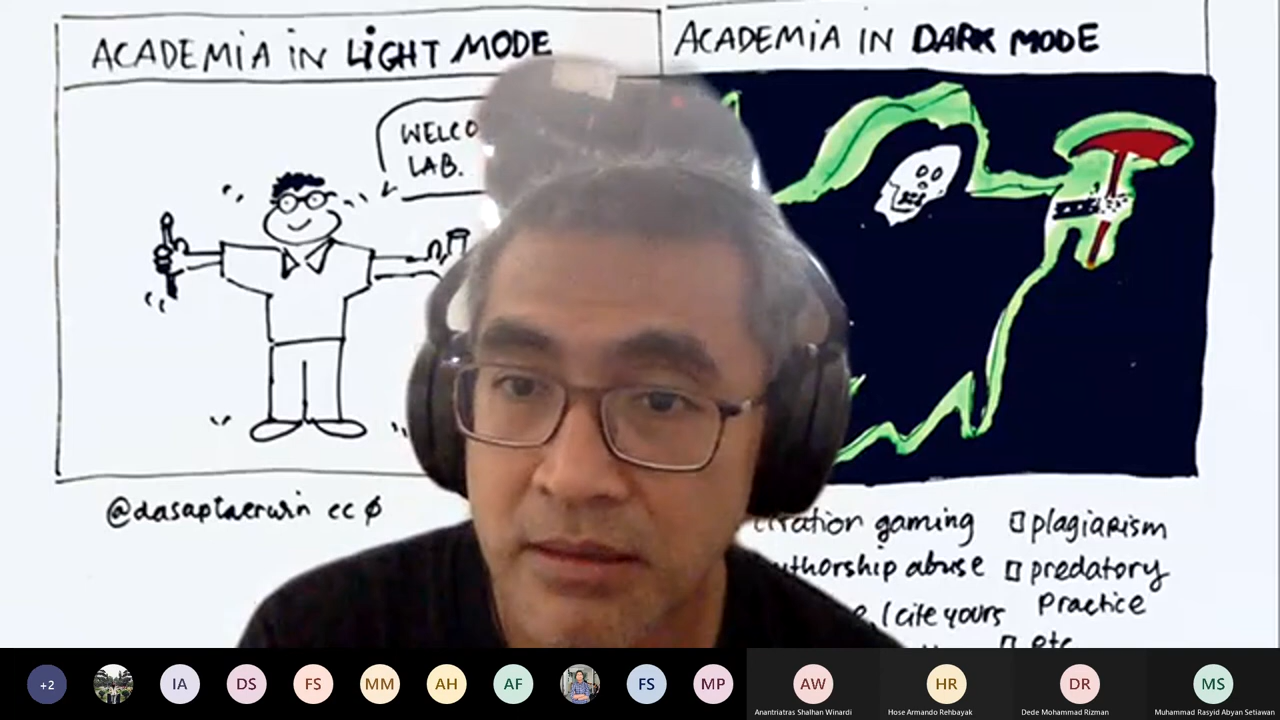 ACADEMIA IN LIGHT MODE
ACADEMIA IN DARK MODE
WELCO
LAB.
@dasaptaerwin cc 0
citation gaming
plagiarism
uthorship abuse
predatory
Practice
e, I cite yours
etc
+2
IA
DS
FS
MM
AH
AF
FS
MP
AW
HR
DR
MS
Anantriatras Shalhan Winardi
Hose Armando Rehbayak
Dede Mohammad Rizman
Muhammad Rasyid Abyan Setiawan